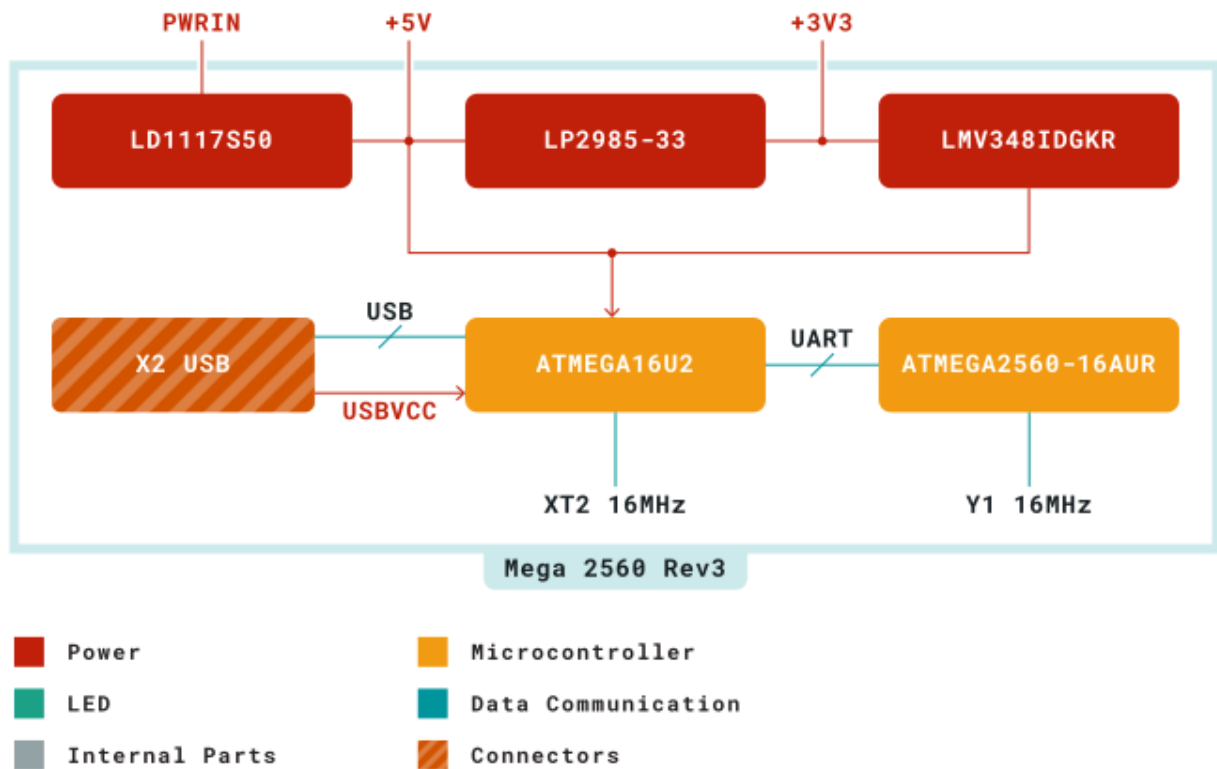 PWRIN
+5V
+3V3
LD1117S50
LP2985-33
LMV348IDGKR
X2 USB
USB
USBVCC
ATMEGA16U2
UART
ATMEGA2560-16AUR
XT2 16MHz
Y1 16MHz
Mega 2560 Rev3
Power
Microcontroller
LED
Data Communication
Internal Parts
Connectors